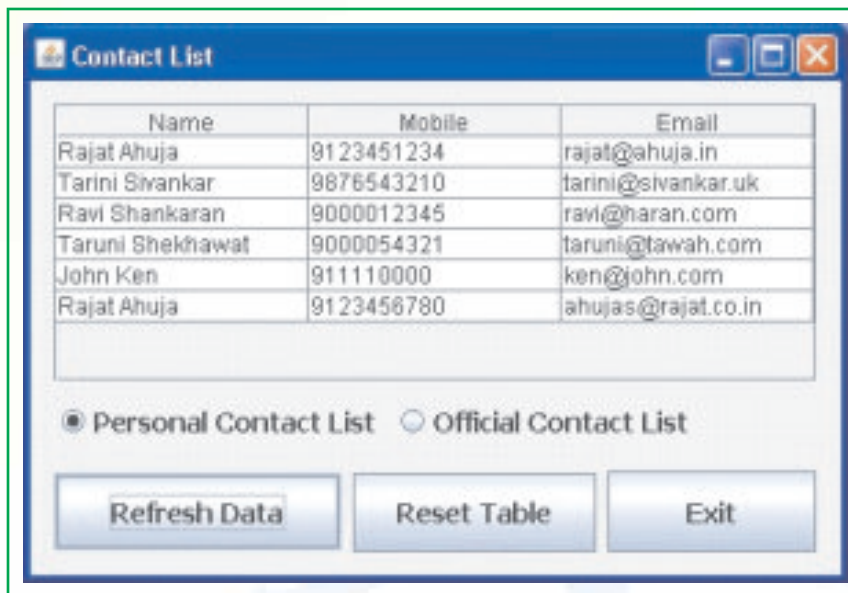 Contact List
Name Mobile Email
Rajat Ahuja 9123451234 rajat@ahuja.in
Tarini Sivankar 9876543210 tarini@sivankar.uk
Ravi Shankaran 9000012345 ravi@haran.com
Taruni Shekhawat 9000054321 taruni@tawah.com
John Ken 911110000 ken@john.com
Rajat Ahuja 9123456780 ahujas@rajat.co.in
Personal Contact List Official Contact List
Refresh Data Reset Table Exit